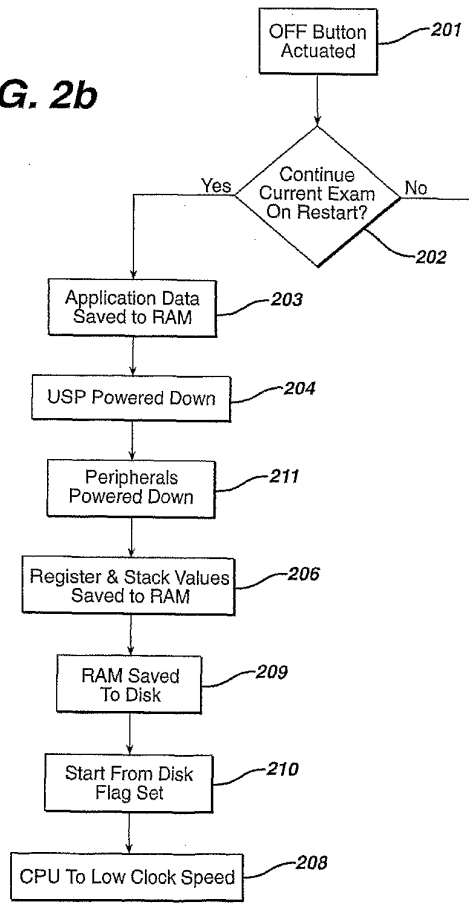 OFF Button
Actuated
201
G. 2b
Continue
Current Exam
On Restart?
Yes
No
202
Application Data
Saved to RAM
203
USP Powered Down
204
Peripherals
Powered Down
211
Register & Stack Values
Saved to RAM
206
RAM Saved
To Disk
209
Start From Disk
Flag Set
210
CPU To Low Clock Speed
208